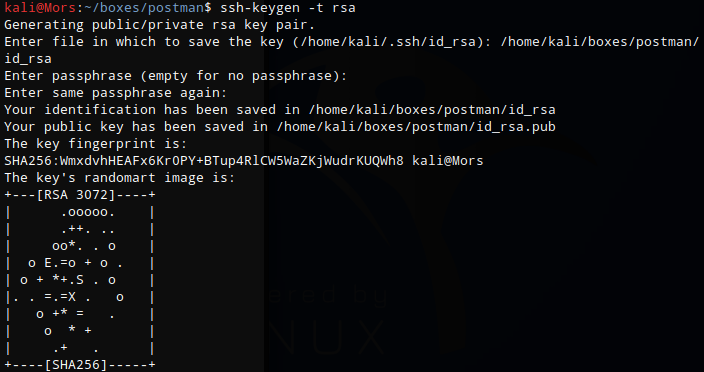 kali@Mors:~/boxes/postman$ ssh-keygen -t rsa
Generating public/private rsa key pair.
Enter file in which to save the key (/home/kali/.ssh/id_rsa): /home/kali/boxes/postman/
id_rsa
Enter passphrase (empty for no passphrase):
Enter same passphrase again:
Your identification has been saved in /home/kali/boxes/postman/id_rsa
Your public key has been saved in /home/kali/boxes/postman/id_rsa.pub
The key fingerprint is:
SHA256:WmxdvhHEAFx6Kr0PY+BTup4RlCW5WaZKjWudrKUQWh8 kali@Mors
The key's randomart image is:
+---[RSA 3072]----+
|      .ooooo.    |
|      .++. ..    |
|     oo*. . o    |
|  o E.=o + o .   |
| o + *+.S . o    |
|. . =.=X .   o   |
|   o +* =   .    |
|    o  * +       |
|     .+   .      |
+----[SHA256]-----+